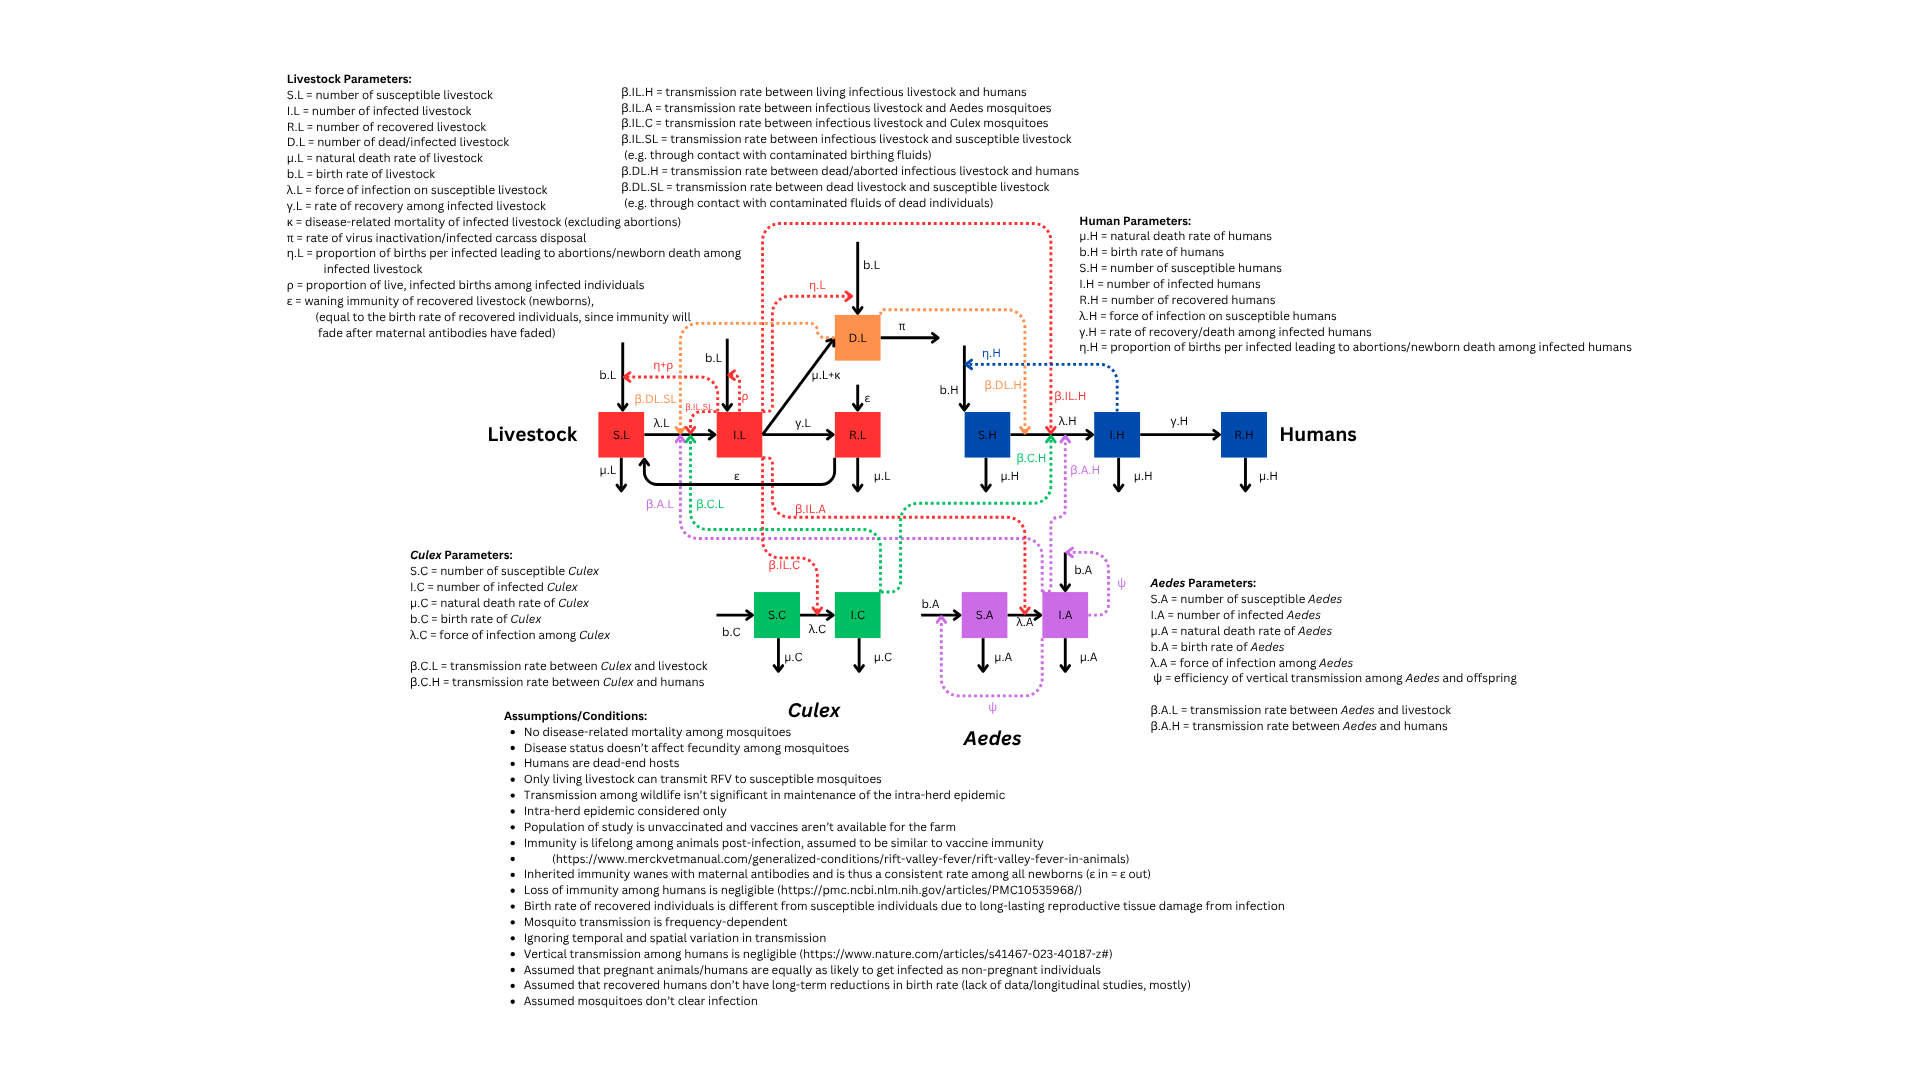 Livestock Parameters:
S.L = number of susceptible livestock
I.L = number of infected livestock
R.L = number of recovered livestock
D.L = number of dead/infected livestock
μ.L = natural death rate of livestock
b.L = birth rate of livestock
λ.L = force of infection on susceptible livestock
γ.L = rate of recovery among infected livestock
κ = disease-related mortality of infected livestock (excluding abortions)
π = rate of virus inactivation/infected carcass disposal
η.L = proportion of births per infected leading to abortions/newborn death among
infected livestock
ρ = proportion of live, infected births among infected individuals
ε = waning immunity of recovered livestock (newborns),
(equal to the birth rate of recovered individuals, since immunity will
fade after maternal antibodies have faded)
β.IL.H = transmission rate between living infectious livestock and humans
β.IL.A = transmission rate between infectious livestock and Aedes mosquitoes
β.IL.C = transmission rate between infectious livestock and Culex mosquitoes
β.IL.SL = transmission rate between infectious livestock and susceptible livestock
(e.g. through contact with contaminated birthing fluids)
β.DL.H = transmission rate between dead/aborted infectious livestock and humans
β.DL.SL = transmission rate between dead livestock and susceptible livestock
(e.g. through contact with contaminated fluids of dead individuals)
Human Parameters:
μ.H = natural death rate of humans
b.H = birth rate of humans
S.H = number of susceptible humans
I.H = number of infected humans
R.H = number of recovered humans
λ.H = force of infection on susceptible humans
γ.H = rate of recovery/death among infected humans
η.H = proportion of births per infected leading to abortions/newborn death among infected humans
b.L
η.L
D.L
π
b.L
η+ρ
b.L
μ.L+κ
β.DL.SL
β.IL.SL
ρ
ε
η.H
b.H
β.DL.H
β.IL.H
Livestock
S.L
λ.L
I.L
γ.L
R.L
S.H
λ.H
I.H
γ.H
R.H
Humans
μ.L
ε
μ.L
β.C.H
β.A.H
μ.H
μ.H
μ.H
β.A.L
β.C.L
β.IL.A
β.IL.C
b.A
ψ
b.C
S.C
λ.C
I.C
b.A
S.A
λ.A
I.A
μ.C
μ.C
μ.A
μ.A
ψ
Culex
Aedes
Culex Parameters:
S.C = number of susceptible Culex
I.C = number of infected Culex
μ.C = natural death rate of Culex
b.C = birth rate of Culex
λ.C = force of infection among Culex
β.C.L = transmission rate between Culex and livestock
β.C.H = transmission rate between Culex and humans
Aedes Parameters:
S.A = number of susceptible Aedes
I.A = number of infected Aedes
μ.A = natural death rate of Aedes
b.A = birth rate of Aedes
λ.A = force of infection among Aedes
ψ = efficiency of vertical transmission among Aedes and offspring
β.A.L = transmission rate between Aedes and livestock
β.A.H = transmission rate between Aedes and humans
Assumptions/Conditions:
• No disease-related mortality among mosquitoes
• Disease status doesn't affect fecundity among mosquitoes
• Humans are dead-end hosts
• Only living livestock can transmit RFV to susceptible mosquitoes
• Transmission among wildlife isn't significant in maintenance of the intra-herd epidemic
• Intra-herd epidemic considered only
• Population of study is unvaccinated and vaccines aren't available for the farm
• Immunity is lifelong among animals post-infection, assumed to be similar to vaccine immunity
• (https://www.merckvetmanual.com/generalized-conditions/rift-valley-fever/rift-valley-fever-in-animals)
• Inherited immunity wanes with maternal antibodies and is thus a consistent rate among all newborns (ε in = ε out)
• Loss of immunity among humans is negligible (https://pmc.ncbi.nlm.nih.gov/articles/PMC10535968/)
• Birth rate of recovered individuals is different from susceptible individuals due to long-lasting reproductive tissue damage from infection
• Mosquito transmission is frequency-dependent
• Ignoring temporal and spatial variation in transmission
• Vertical transmission among humans is negligible (https://www.nature.com/articles/s41467-023-40187-z#)
• Assumed that pregnant animals/humans are equally as likely to get infected as non-pregnant individuals
• Assumed that recovered humans don't have long-term reductions in birth rate (lack of data/longitudinal studies, mostly)
• Assumed mosquitoes don't clear infection